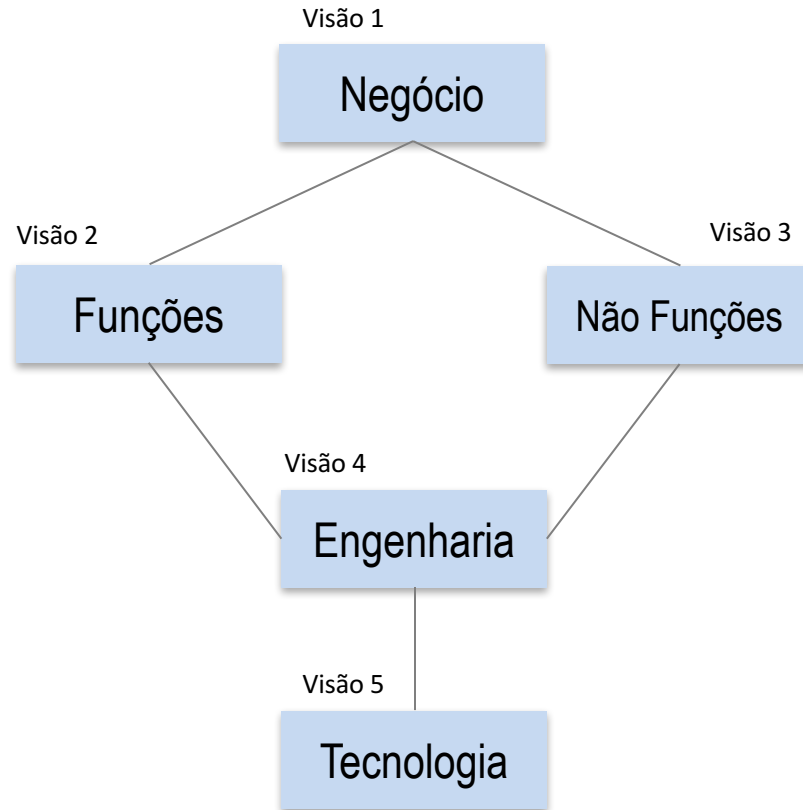 Visão 1
Negócio
Visão 2
Visão 3
Funções
Não Funções
Visão 4
Engenharia
Visão 5
Tecnologia